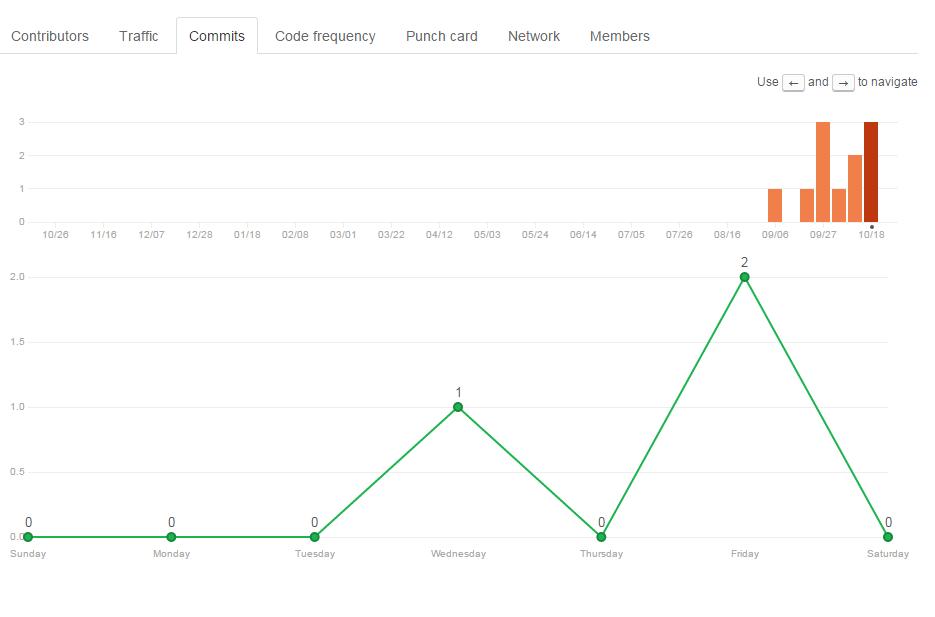 Contributors Traffic Commits Code frequency Punch card Network Members
Use ← and → to navigate
3
2
1
0
10/26 11/16 12/07 12/28 01/18 02/08 03/01 03/22 04/12 05/03 05/24 06/14 07/05 07/26 08/16 09/06 09/27 10/18
2
2.0
1.5
1
1.0
0.5
0 0 0 0 0
0.0
Sunday Monday Tuesday Wednesday Thursday Friday Saturday